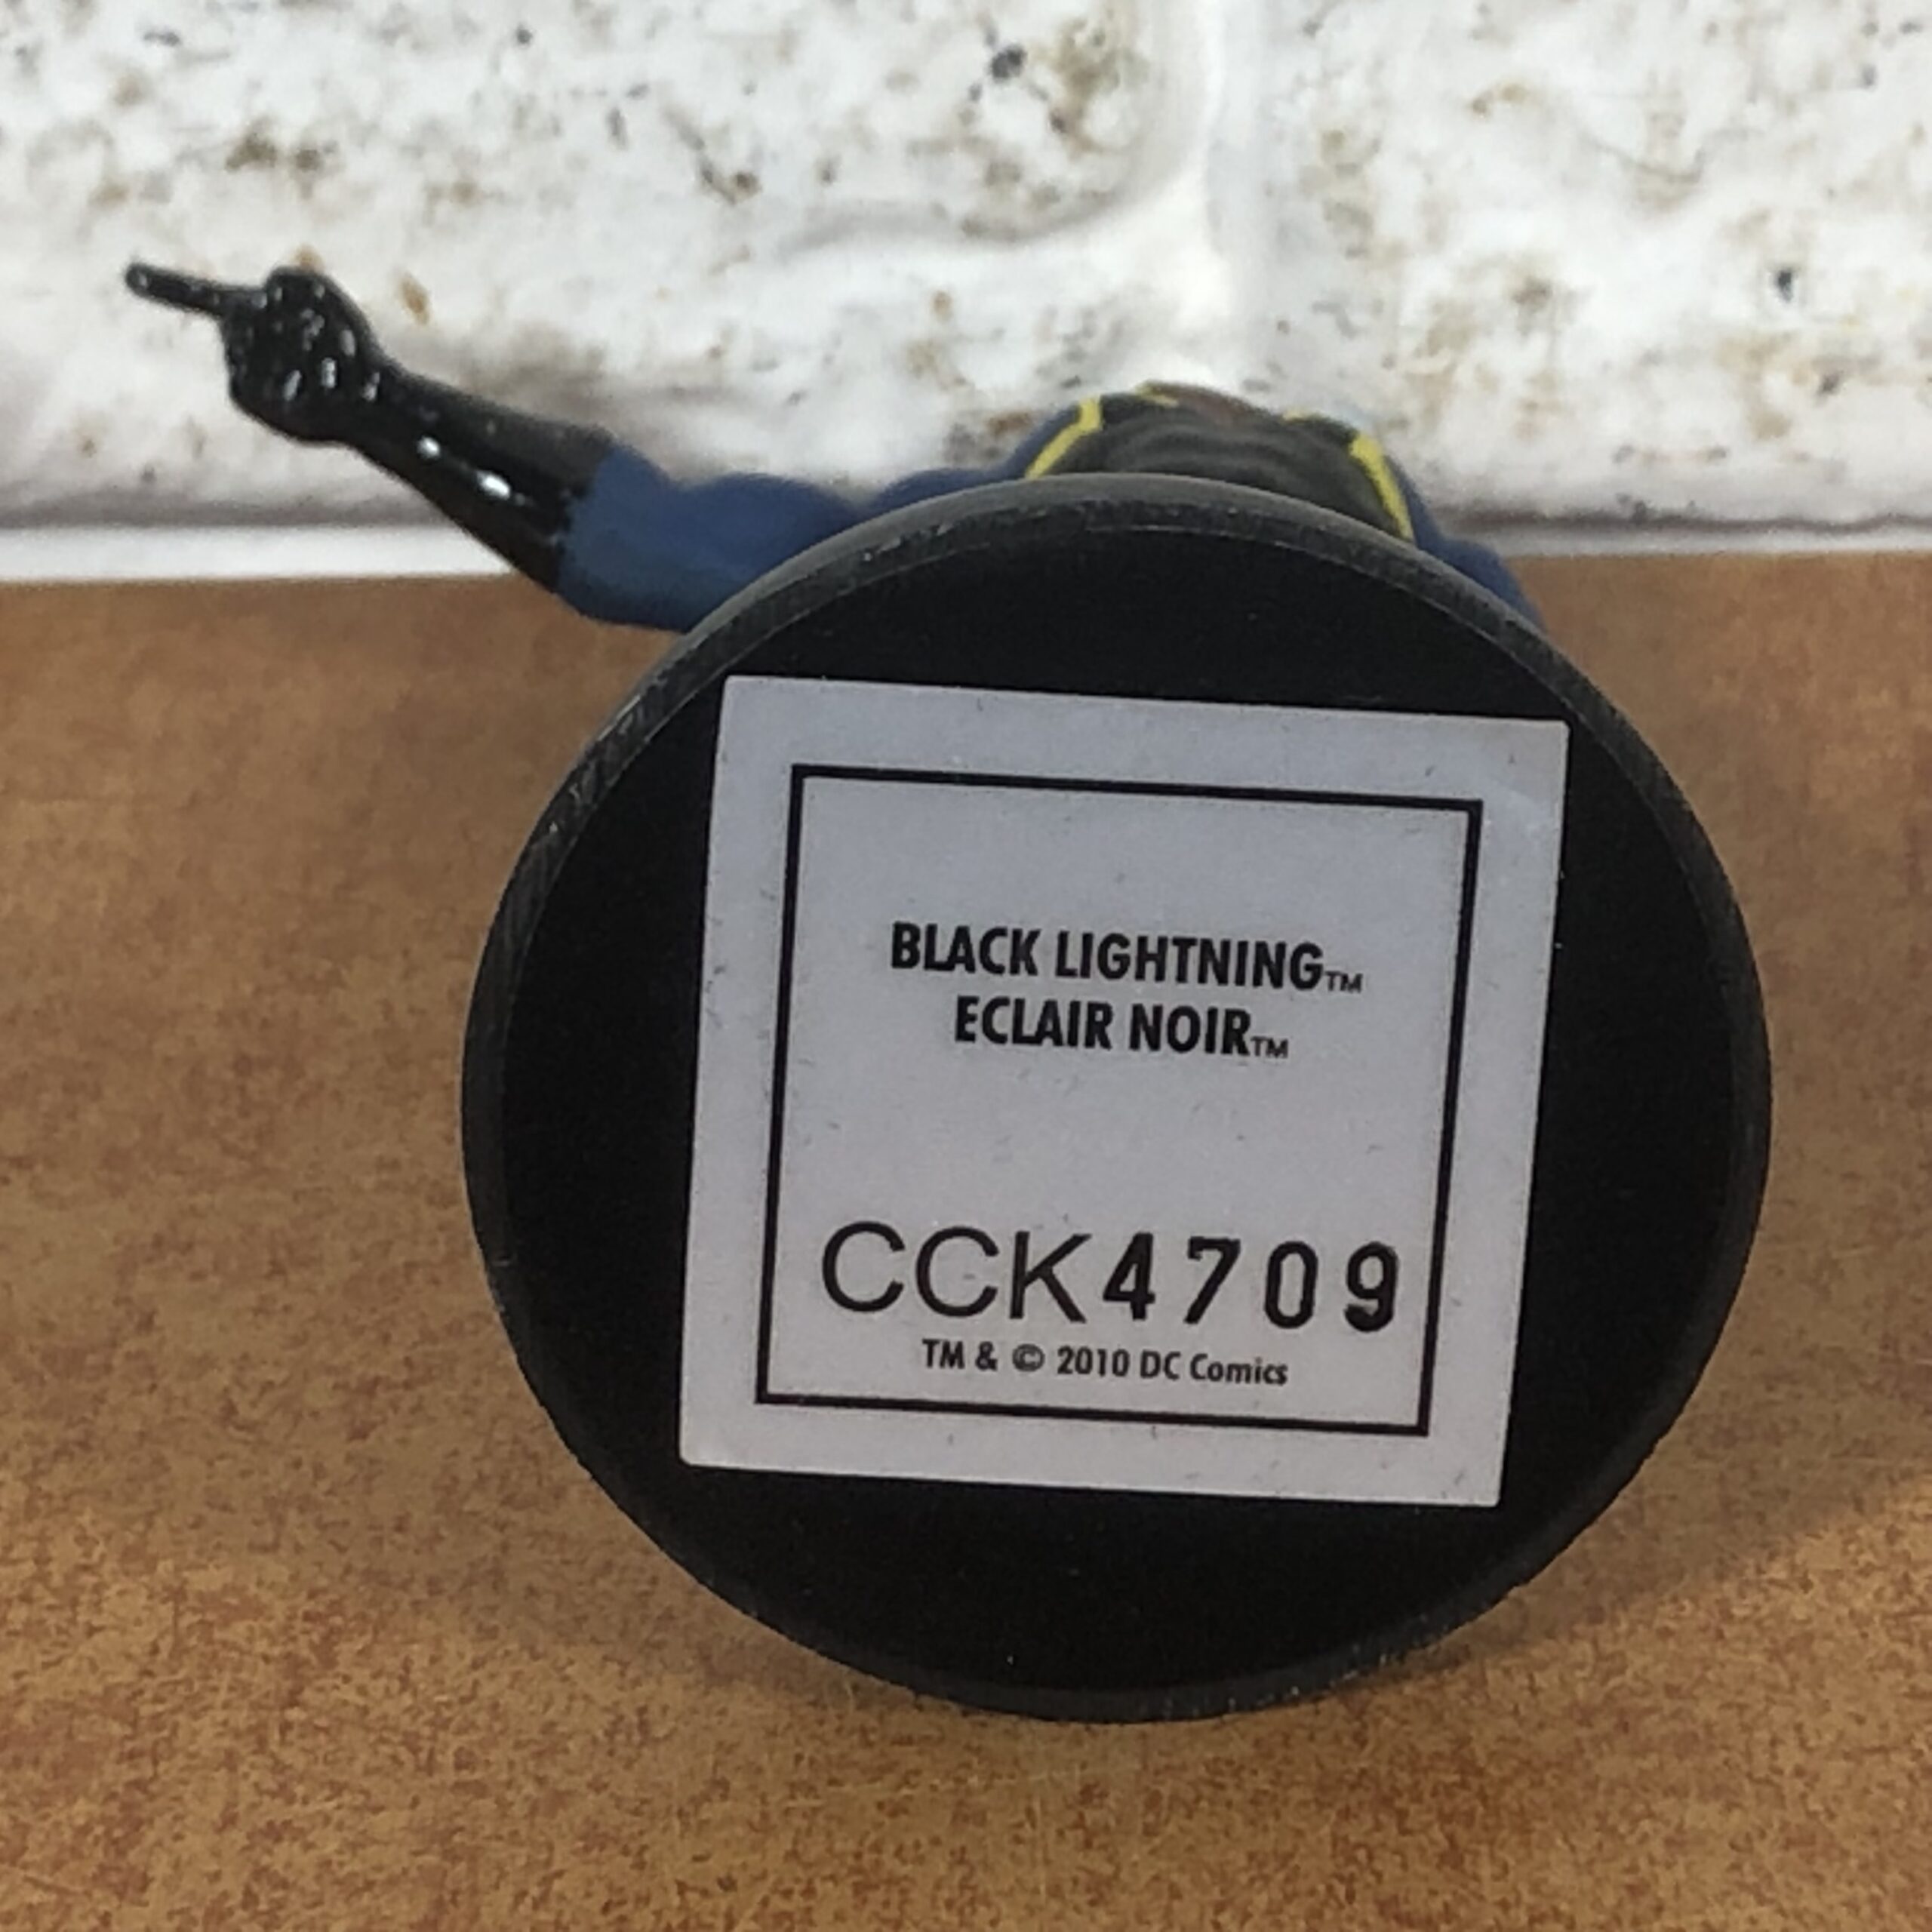 BLACK LIGHTNING™
ECLAIR NOIR™
CCK4709
TM & © 2010 DC Comics